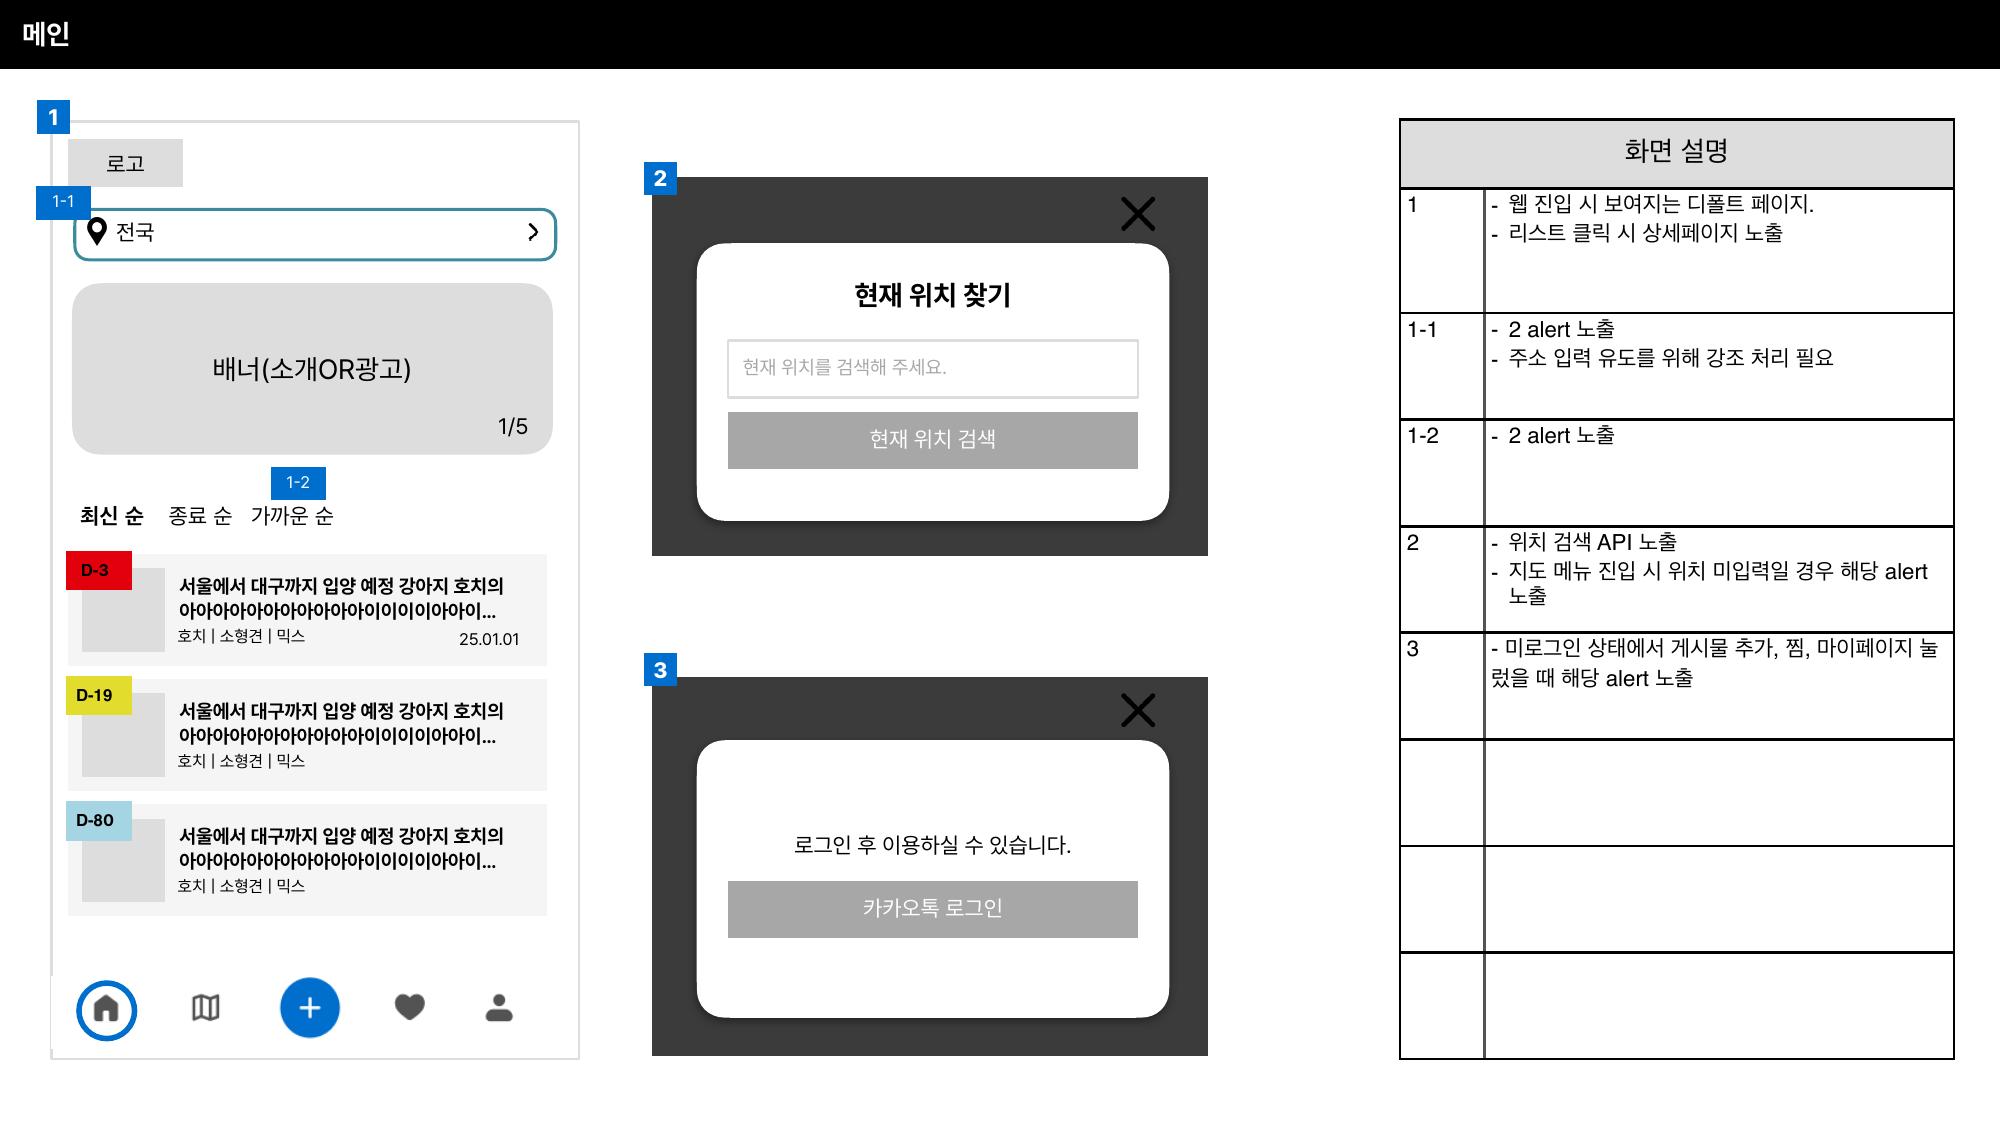 메인
1
로고
1-1
전국
배너(소개OR광고)
1/5
1-2
최신 순 종료 순 가까운 순
D-3
서울에서 대구까지 입양 예정 강아지 호치의
아아아아아아아아아아아이이이이아아이...
호치 | 소형견 | 믹스
25.01.01
D-19
서울에서 대구까지 입양 예정 강아지 호치의
아아아아아아아아아아아이이이이아아이...
호치 | 소형견 | 믹스
D-80
서울에서 대구까지 입양 예정 강아지 호치의
아아아아아아아아아아아이이이이아아이...
호치 | 소형견 | 믹스
2
현재 위치 찾기
현재 위치를 검색해 주세요.
현재 위치 검색
3
로그인 후 이용하실 수 있습니다.
카카오톡 로그인
화면 설명
1
- 웹 진입 시 보여지는 디폴트 페이지.
- 리스트 클릭 시 상세페이지 노출
1-1
- 2 alert 노출
- 주소 입력 유도를 위해 강조 처리 필요
1-2
- 2 alert 노출
2
- 위치 검색 API 노출
- 지도 메뉴 진입 시 위치 미입력일 경우 해당 alert
노출
3
- 미로그인 상태에서 게시물 추가, 찜, 마이페이지 눌
렀을 때 해당 alert 노출